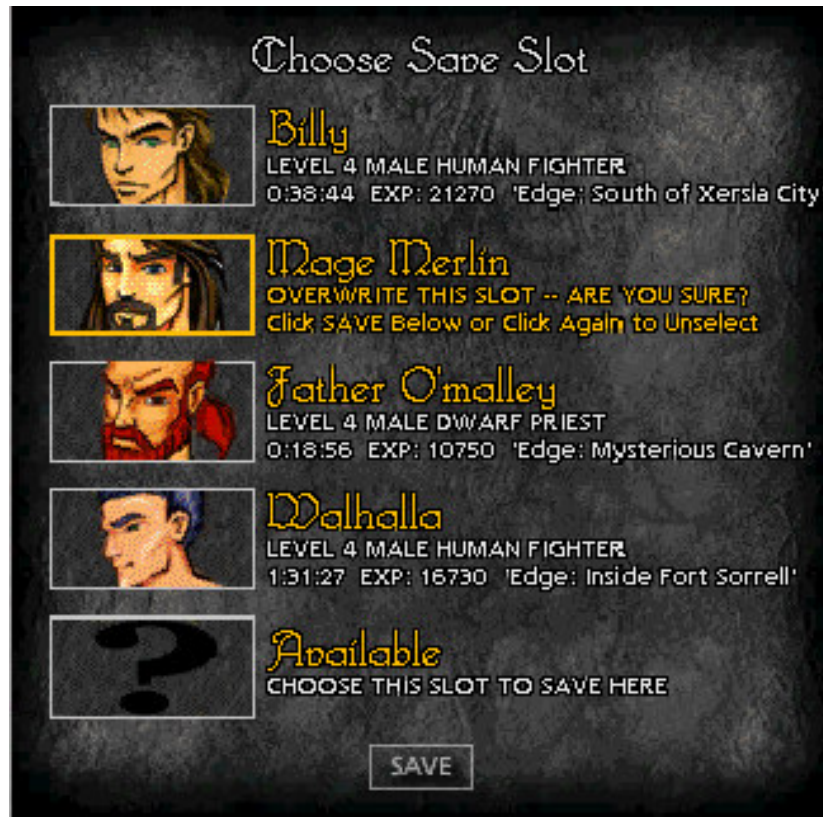 Choose Save Slot
Billy
LEVEL 4 MALE HUMAN FIGHTER
0:38:44 EXP: 21270 'Edge: South of Xersia City
Mage Merlin
OVERWRITE THIS SLOT -- ARE YOU SURE?
Click SAVE Below or Click Again to Unselect
Father O'malley
LEVEL 4 MALE DWARF PRIEST
0:18:56 EXP: 10750 'Edge: Mysterious Cavern'
Walhalla
LEVEL 4 MALE HUMAN FIGHTER
1:31:27 EXP: 16730 'Edge: Inside Fort Sorrell'
?
Available
CHOOSE THIS SLOT TO SAVE HERE
SAVE